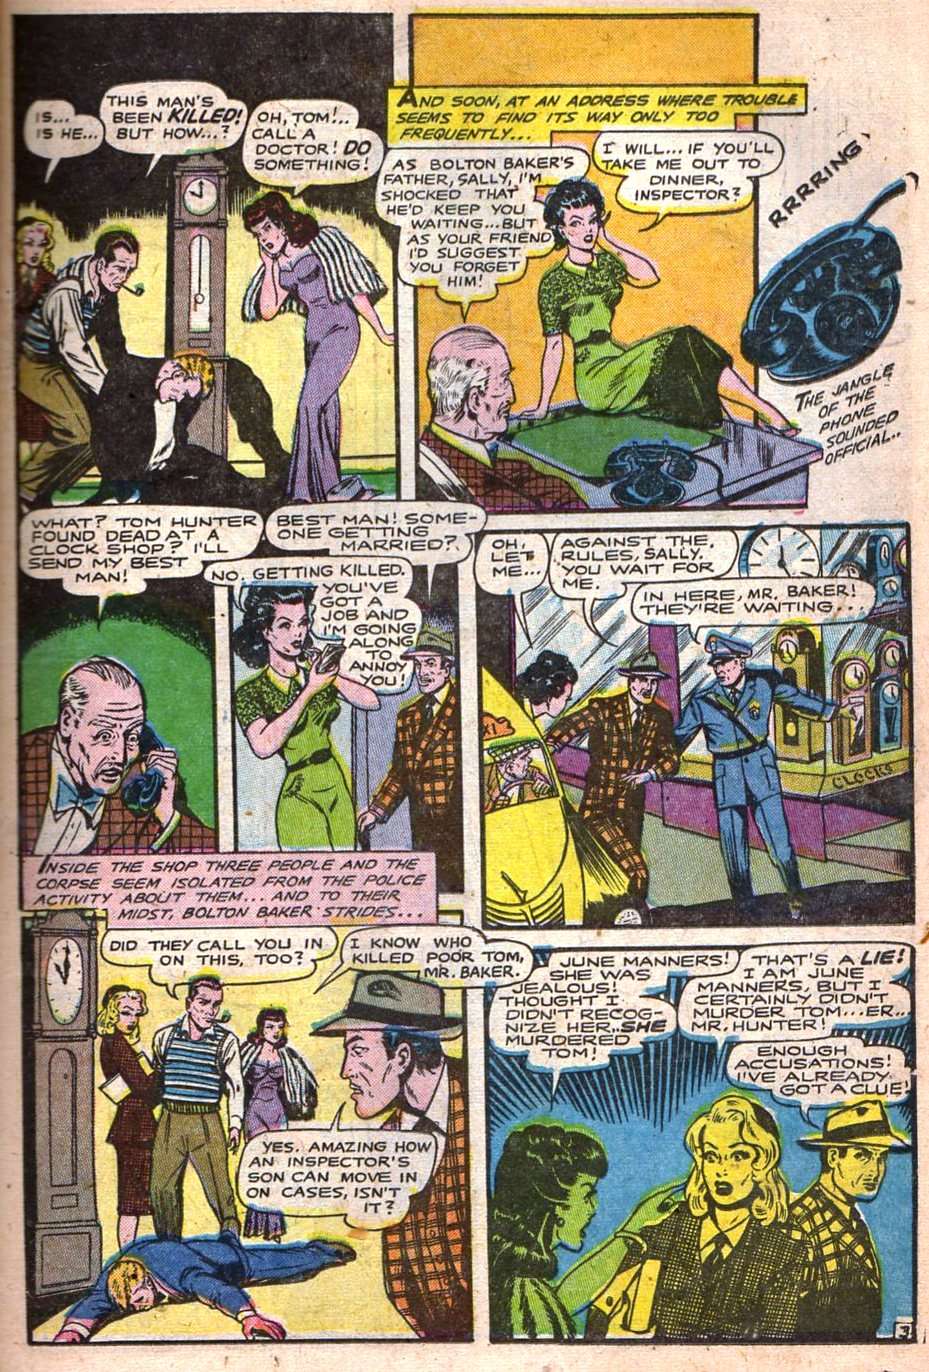 IS...
IS HE...
THIS MAN'S
BEEN KILLED!
BUT HOW...?
OH, TOM!..
CALL A
DOCTOR! DO
SOMETHING!
AND SOON, AT AN ADDRESS WHERE TROUBLE
SEEMS TO FIND ITS WAY ONLY TOO
FREQUENTLY...
AS BOLTON BAKER'S
FATHER, SALLY, I'M
SHOCKED THAT
HE'D KEEP YOU
WAITING...BUT
AS YOUR FRIEND
I'D SUGGEST
YOU FORGET
HIM!
I WILL... IF YOU'LL
TAKE ME OUT TO
DINNER,
INSPECTOR?
RRRRING
THE JANGLE
OF THE
PHONE
SOUNDED
OFFICIAL..
WHAT? TOM HUNTER
FOUND DEAD AT A
CLOCK SHOP? I'LL
SEND MY BEST
MAN!
BEST MAN! SOME-
ONE GETTING
MARRIED?
NO. GETTING KILLED.
YOU'VE
GOT A
JOB AND
I'M GOING
ALONG
TO
ANNOY
YOU!
OH,
LET
ME...
AGAINST THE
RULES, SALLY.
YOU WAIT FOR
ME.
IN HERE, MR. BAKER!
THEY'RE WAITING...
CLOCKS
INSIDE THE SHOP THREE PEOPLE AND THE
CORPSE SEEM ISOLATED FROM THE POLICE
ACTIVITY ABOUT THEM... AND TO THEIR
MIDST, BOLTON BAKER STRIDES...
DID THEY CALL YOU IN
ON THIS, TOO?
I KNOW WHO
KILLED POOR TOM,
MR. BAKER.
YES. AMAZING HOW
AN INSPECTOR'S
SON CAN MOVE IN
ON CASES, ISN'T
IT?
JUNE MANNERS!
SHE WAS
JEALOUS!
THOUGHT I
DIDN'T RECOG-
NIZE HER.. SHE
MURDERED
TOM!
THAT'S A LIE!
I AM JUNE
MANNERS, BUT I
CERTAINLY DIDN'T
MURDER TOM...ER...
MR. HUNTER!
ENOUGH
ACCUSATIONS!
I'VE ALREADY
GOT A CLUE!
3